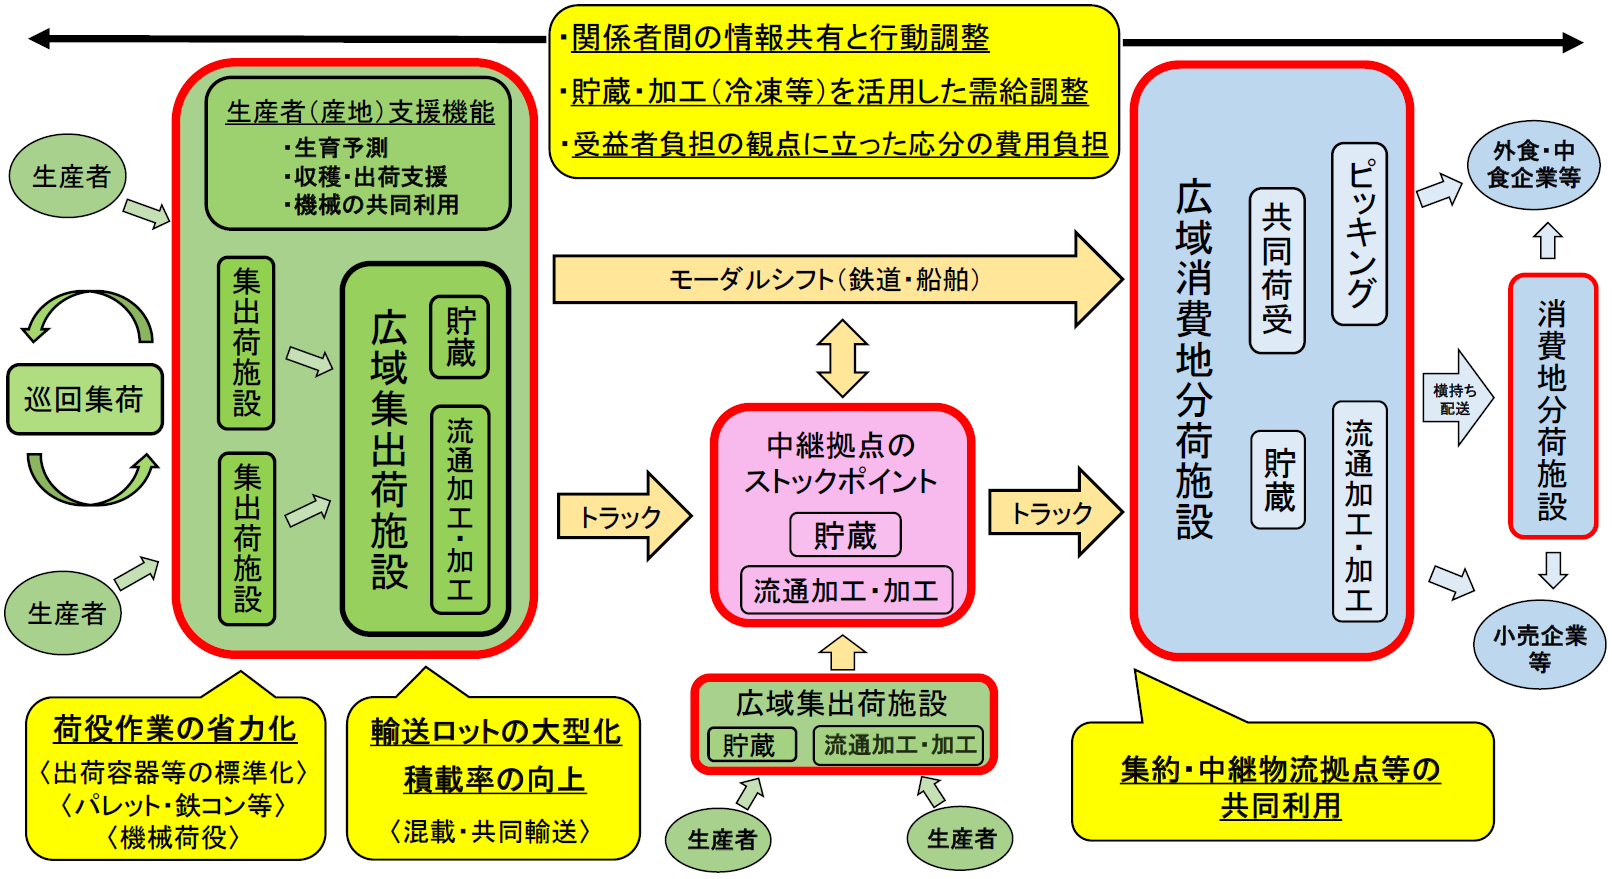 ・関係者間の情報共有と行動調整
・貯蔵・加工(冷凍等)を活用した需給調整
・受益者負担の観点に立った応分の費用負担
生産者(産地)支援機能
・生育予測
・収穫・出荷支援
・機械の共同利用
生産者
巡回集荷
生産者
集出荷施設
集出荷施設
広域集出荷施設
貯蔵
流通加工・加工
モーダルシフト(鉄道・船舶)
トラック
中継拠点の
ストックポイント
貯蔵
流通加工・加工
トラック
広域集出荷施設
貯蔵
流通加工・加工
生産者
生産者
広域消費地分荷施設
共同荷受
ピッキング
貯蔵
流通加工・加工
横持ち
配送
外食・中
食企業等
消費地分荷施設
小売企業
等
荷役作業の省力化
〈出荷容器等の標準化〉
〈パレット・鉄コン等〉
〈機械荷役〉
輸送ロットの大型化
積載率の向上
〈混載・共同輸送〉
集約・中継物流拠点等の
共同利用